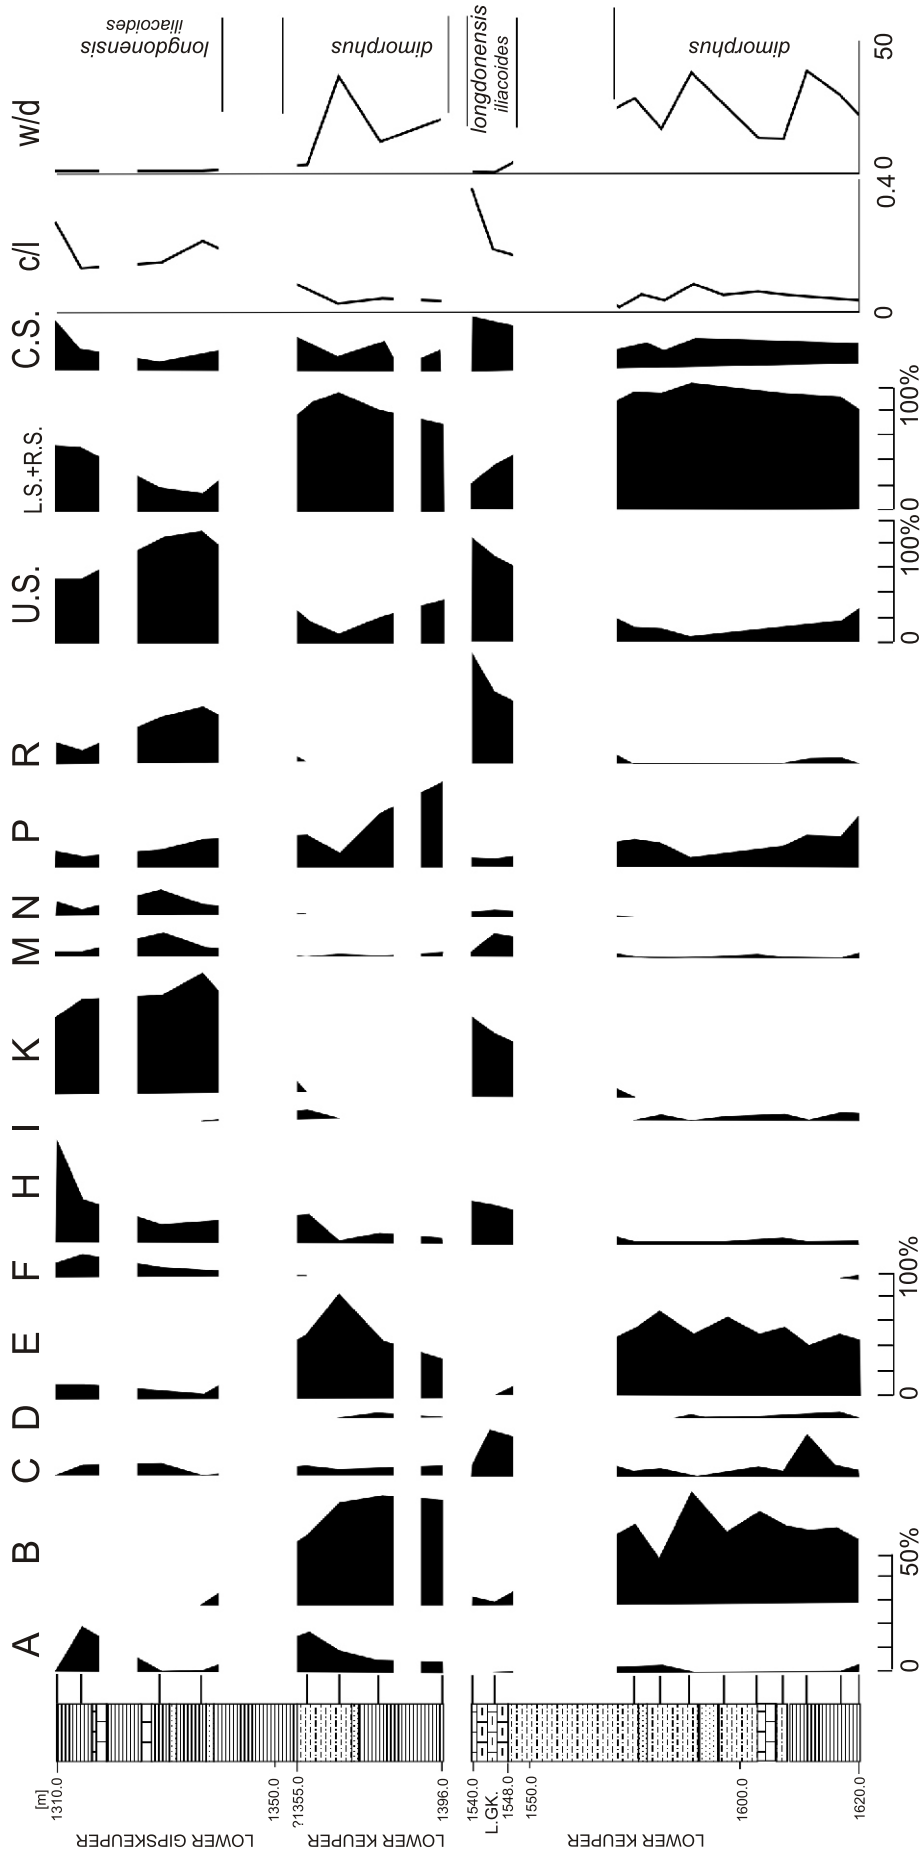 [m]
1310.0
1350.0
?1355.0
1396.0
1540.0
L.GK.
1548.0
1550.0
1600.0
1620.0
LOWER GIPSKEUPER
LOWER KEUPER
LOWER KEUPER
A
B
C
D
E
F
H
I
K
M
N
P
R
U.S.
L.S.+R.S.
C.S.
c/l
w/d
0
50%
0
100%
0
100%
0
100%
0
0.4
0
50
longdonensis
iliacoides
dimorphus
longdonensis
iliacoides
dimorphus